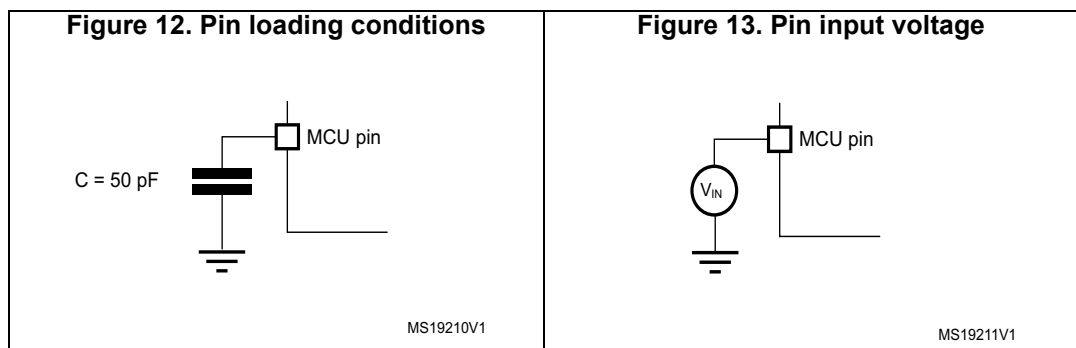 Figure 12. Pin loading conditions
MCU pin
C = 50 pF
MS19210V1
Figure 13. Pin input voltage
MCU pin
VIN
MS19211V1